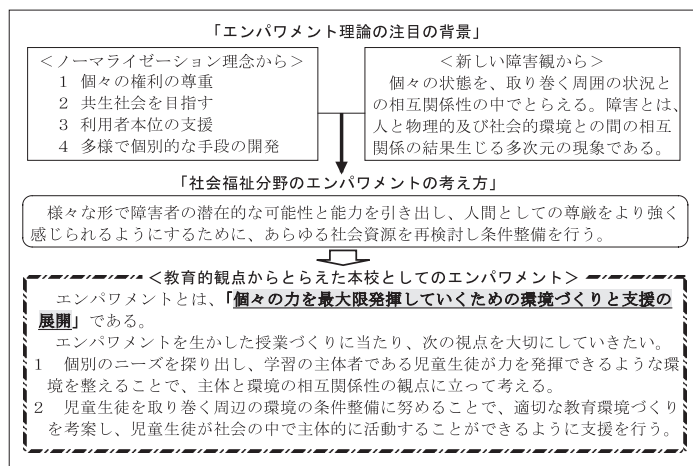 「エンパワメント理論の注目の背景」
＜ノーマライゼーション理念から＞
１　個々の権利の尊重
２　共生社会を目指す
３　利用者本位の支援
４　多様で個別的な手段の開発
＜新しい障害観から＞
個々の状態を、取り巻く周囲の状況と
の相互関係性の中でとらえる。障害とは、
人と物理的及び社会的環境との間の相互
関係の結果生じる多次元の現象である。
「社会福祉分野のエンパワメントの考え方」
様々な形で障害者の潜在的な可能性と能力を引き出し、人間としての尊厳をより強く
感じられるようにするために、あらゆる社会資源を再検討し条件整備を行う。
＜教育的観点からとらえた本校としてのエンパワメント＞
エンパワメントとは、「個々の力を最大限発揮していくための環境づくりと支援の
展開」である。
エンパワメントを生かした授業づくりに当たり、次の視点を大切にしていきたい。
１　個別のニーズを探り出し、学習の主体者である児童生徒が力を発揮できるような環
境を整えることで、主体と環境の相互関係性の観点に立って考える。
２　児童生徒を取り巻く周辺の環境の条件整備に努めることで、適切な教育環境づくり
を考案し、児童生徒が社会の中で主体的に活動することができるように支援を行う。